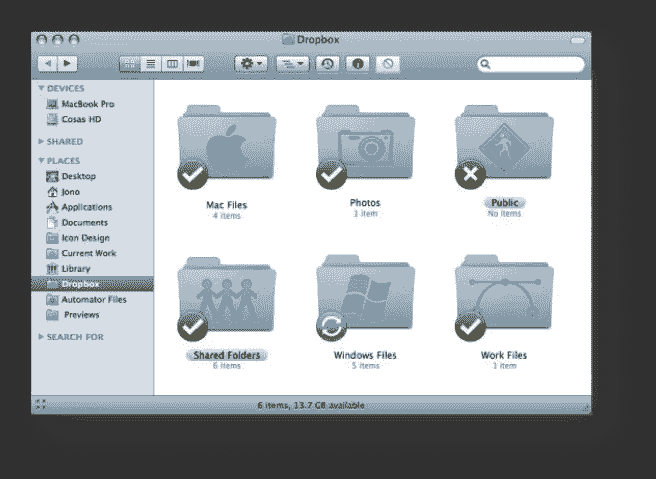 Dropbox
DEVICES
MacBook Pro
Cosas HD
SHARED
PLACES
Desktop
Jono
Applications
Documents
Icon Design
Current Work
Library
Dropbox
Automator Files
Previews
SEARCH FOR
Mac Files
4 items
Photos
1 item
Public
No items
Shared Folders
6 items
Windows Files
5 items
Work Files
1 item
6 items, 13.7 GB available